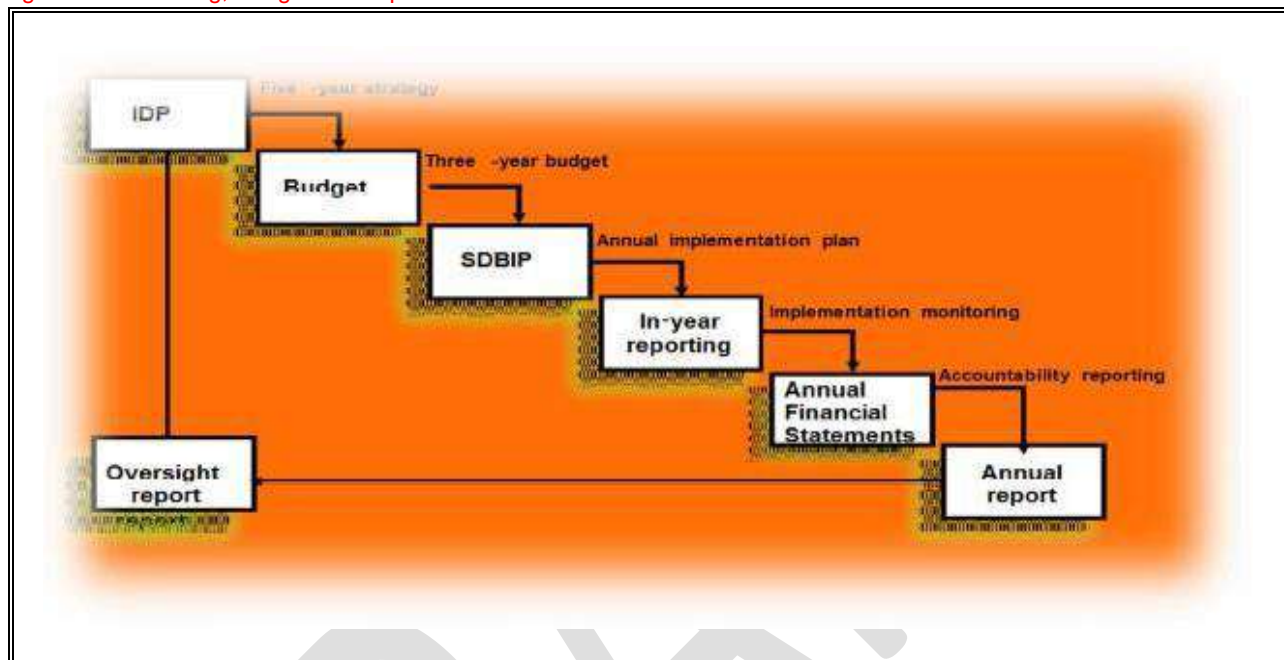 IDP
Five -year strategy
Budget
Three -year budget
SDBIP
Annual implementation plan
In-year
reporting
Implementation monitoring
Annual
Financial
Statements
Accountability reporting
Annual
report
Oversight
report